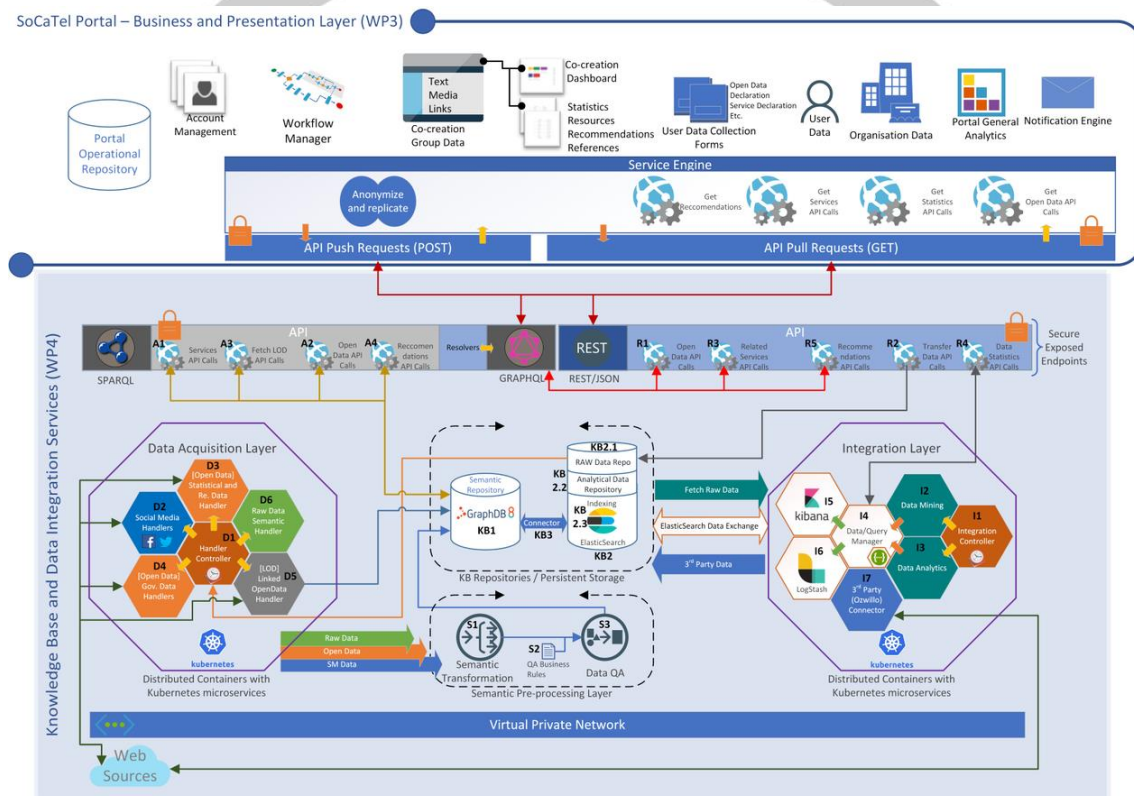 SoCaTel Portal – Business and Presentation Layer (WP3)
Portal
Operational
Repository
Account
Management
Workflow
Manager
Text
Media
Links
Co-creation
Group Data
Co-creation
Dashboard
Statistics
Resources
Recommendations
References
Open Data
Declaration
Service Declaration
Etc.
User Data Collection
Forms
User
Data
Organisation Data
Portal General
Analytics
Notification Engine
Service Engine
Anonymize
and replicate
Get
Reccomendations
Get
Services
API Calls
Get
Statistics
API Calls
Get
Open Data API
Calls
API Push Requests (POST)
API Pull Requests (GET)
Knowledge Base and Data Integration Services (WP4)
SPARQL
API
A1
Services
API Calls
A3
Fetch LOD
API Calls
A2
Open
Data API
Calls
A4
Reccomen
dations
API Calls
Resolvers
GRAPHQL
REST
REST/JSON
API
R1
Open
Data API
Calls
R3
Related
Services
API Calls
R5
Recomme
ndations
API Calls
R2
Transfer
Data API
Calls
R4
Data
Statistics
API Calls
Secure
Exposed
Endpoints
Data Acquisition Layer
D3
[Open Data]
Statistical and
Re. Data
Handler
D2
Social Media
Handlers
D6
Raw Data
Semantic
Handler
D1
Handler
Controller
D4
[Open Data]
Gov. Data
Handlers
D5
[LOD]
Linked
OpenData
Handler
kubernetes
Distributed Containers with
Kubernetes microservices
Raw Data
Open Data
SM Data
KB2.1
RAW Data Repo
KB
2.2
Analytical Data
Repository
Indexing
KB
2.3
ElasticSearch
KB2
Semantic
Repository
GraphDB
KB1
Connector
KB3
KB Repositories / Persistent Storage
Fetch Raw Data
ElasticSearch Data Exchange
3rd Party Data
S1
Semantic
Transformation
S2
QA Business
Rules
S3
Data QA
Semantic Pre-processing Layer
Integration Layer
I5
kibana
I2
Data Mining
I4
Data/Query
Manager
I1
Integration
Controller
I6
LogStash
I3
Data Analytics
I7
3rd Party
(Ozwillo)
Connector
kubernetes
Distributed Containers with
Kubernetes microservices
Virtual Private Network
Web
Sources